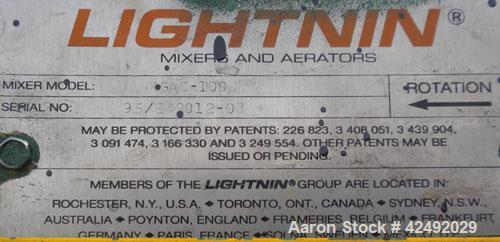 LIGHTNIN®
MIXERS AND AERATORS
MIXER MODEL:
SERIAL NO:
ROTATION
MAY BE PROTECTED BY PATENTS: 226 823, 3 408 051, 3 439 904,
3 091 474, 3 166 330 AND 3 249 554. OTHER PATENTS MAY BE
ISSUED OR PENDING.
MEMBERS OF THE LIGHTNIN® GROUP ARE LOCATED IN:
ROCHESTER, N.Y., U.S.A. • TORONTO, ONT., CANADA • SYDNEY, N.S.W.,
AUSTRALIA • POYNTON, ENGLAND • FRAMERIES, BELGIUM • FRANKFURT,
GERMANY • PARIS, FRANCE •
Aaron Stock # 42492029